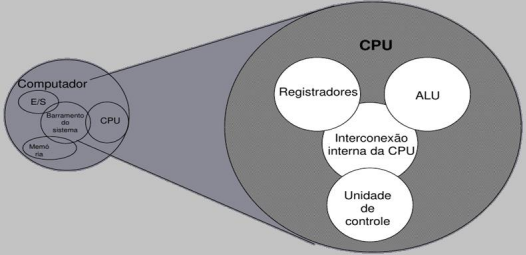 Computador
E/S
Barramento
do
sistema
CPU
Memó
ria
CPU
Registradores
ALU
Interconexão
interna da CPU
Unidade
de
controle